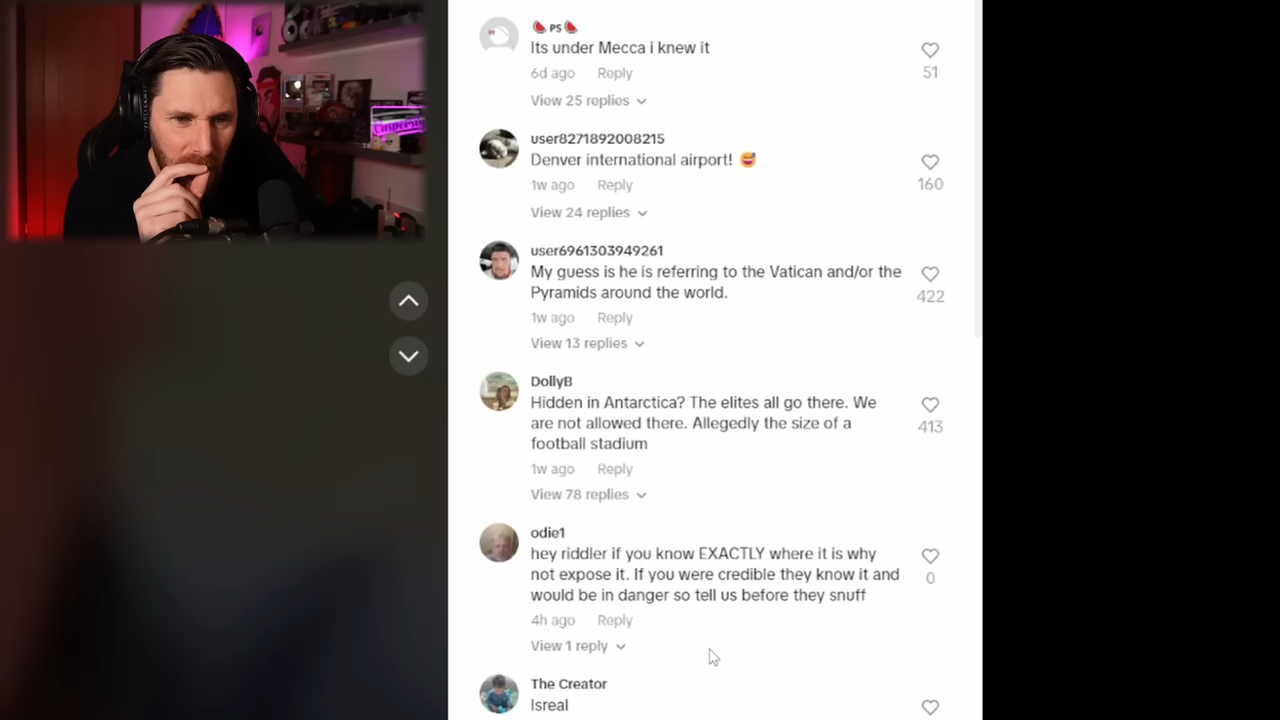 🍉 PS 🍉
Its under Mecca i knew it
6d ago Reply
51
View 25 replies
user8271892008215
Denver international airport! 😅
1w ago Reply
160
View 24 replies
user6961303949261
My guess is he is referring to the Vatican and/or the
Pyramids around the world.
422
1w ago Reply
View 13 replies
DollyB
Hidden in Antarctica? The elites all go there. We
are not allowed there. Allegedly the size of a
413
football stadium
1w ago Reply
View 78 replies
odie1
hey riddler if you know EXACTLY where it is why
not expose it. If you were credible they know it and
0
would be in danger so tell us before they snuff
4h ago Reply
View 1 reply
The Creator
Isreal